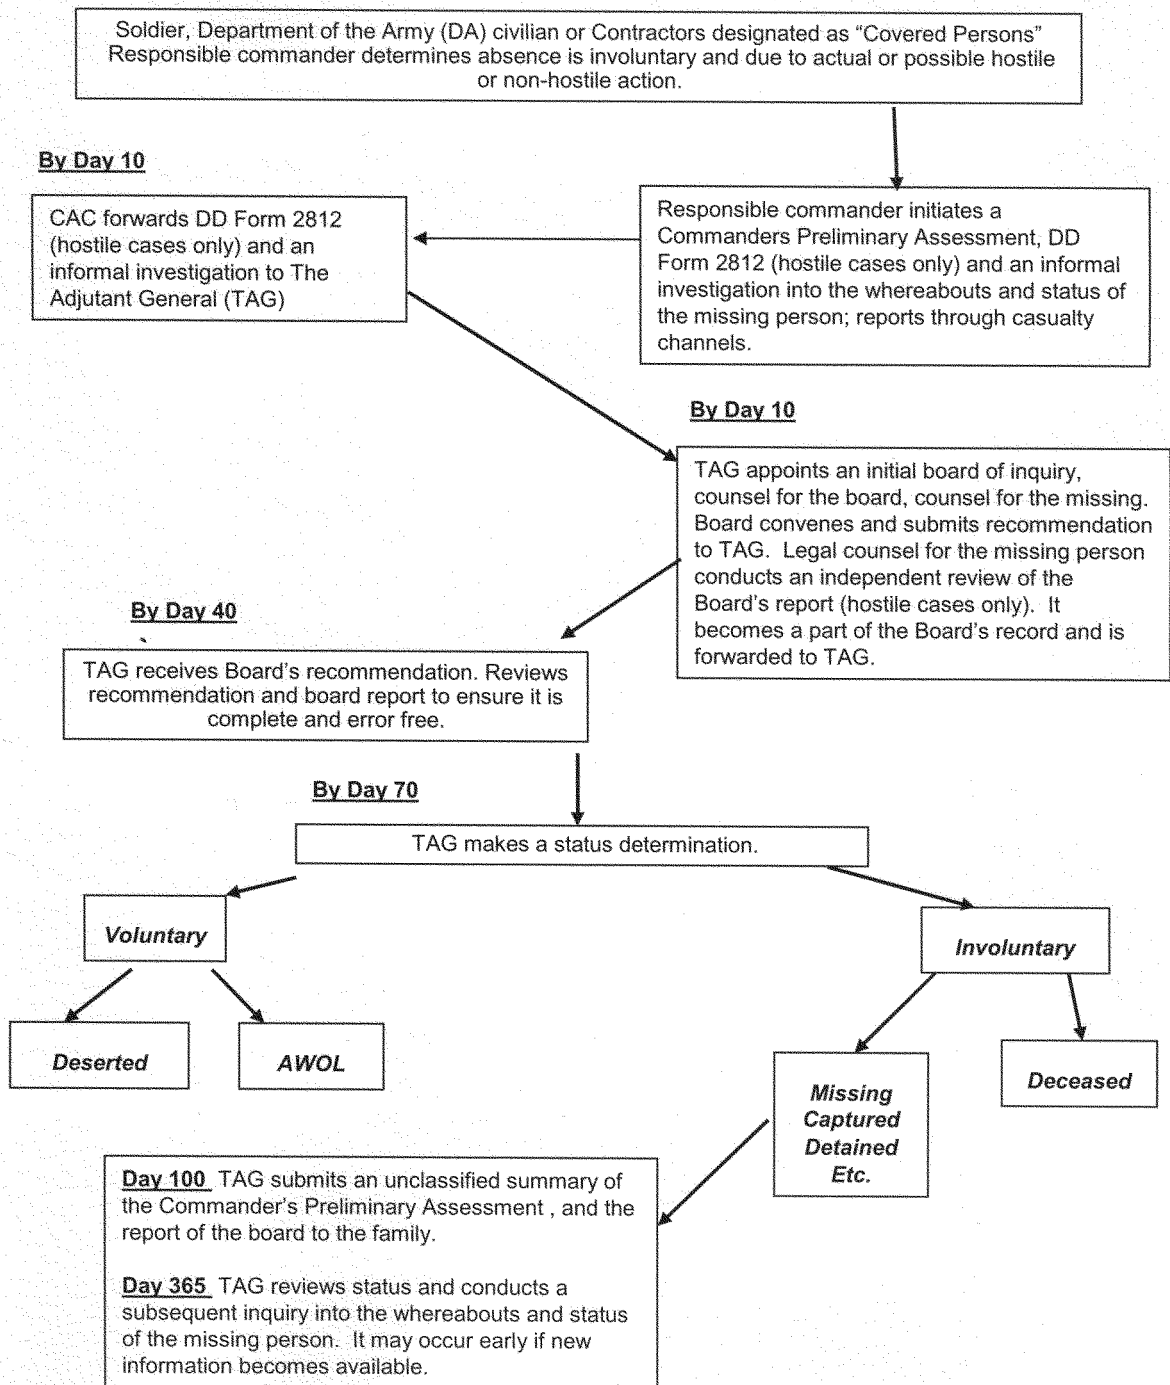 Soldier, Department of the Army (DA) civilian or Contractors designated as “Covered Persons”
Responsible commander determines absence is involuntary and due to actual or possible hostile
or non-hostile action.
By Day 10
CAC forwards DD Form 2812
(hostile cases only) and an
informal investigation to The
Adjutant General (TAG)
Responsible commander initiates a
Commanders Preliminary Assessment, DD
Form 2812 (hostile cases only) and an informal
investigation into the whereabouts and status of
the missing person; reports through casualty
channels.
By Day 10
TAG appoints an initial board of inquiry,
counsel for the board, counsel for the missing.
Board convenes and submits recommendation
to TAG.  Legal counsel for the missing person
conducts an independent review of the
Board’s report (hostile cases only).  It
becomes a part of the Board’s record and is
forwarded to TAG.
By Day 40
TAG receives Board’s recommendation. Reviews
recommendation and board report to ensure it is
complete and error free.
By Day 70
TAG makes a status determination.
Voluntary
Involuntary
Deserted
AWOL
Missing
Captured
Detained
Etc.
Deceased
Day 100  TAG submits an unclassified summary of
the Commander’s Preliminary Assessment , and the
report of the board to the family.
Day 365  TAG reviews status and conducts a
subsequent inquiry into the whereabouts and status
of the missing person.  It may occur early if new
information becomes available.